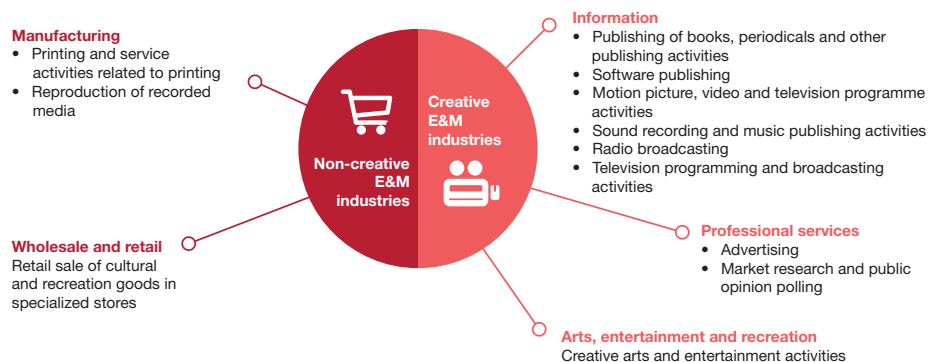 Manufacturing
• Printing and service
activities related to printing
• Reproduction of recorded
media
Wholesale and retail
Retail sale of cultural
and recreation goods in
specialized stores
Non-creative
E&M
industries
Creative
E&M
industries
Information
• Publishing of books, periodicals and other
publishing activities
• Software publishing
• Motion picture, video and television programme
activities
• Sound recording and music publishing activities
• Radio broadcasting
• Television programming and broadcasting
activities
Professional services
• Advertising
• Market research and public
opinion polling
Arts, entertainment and recreation
Creative arts and entertainment activities